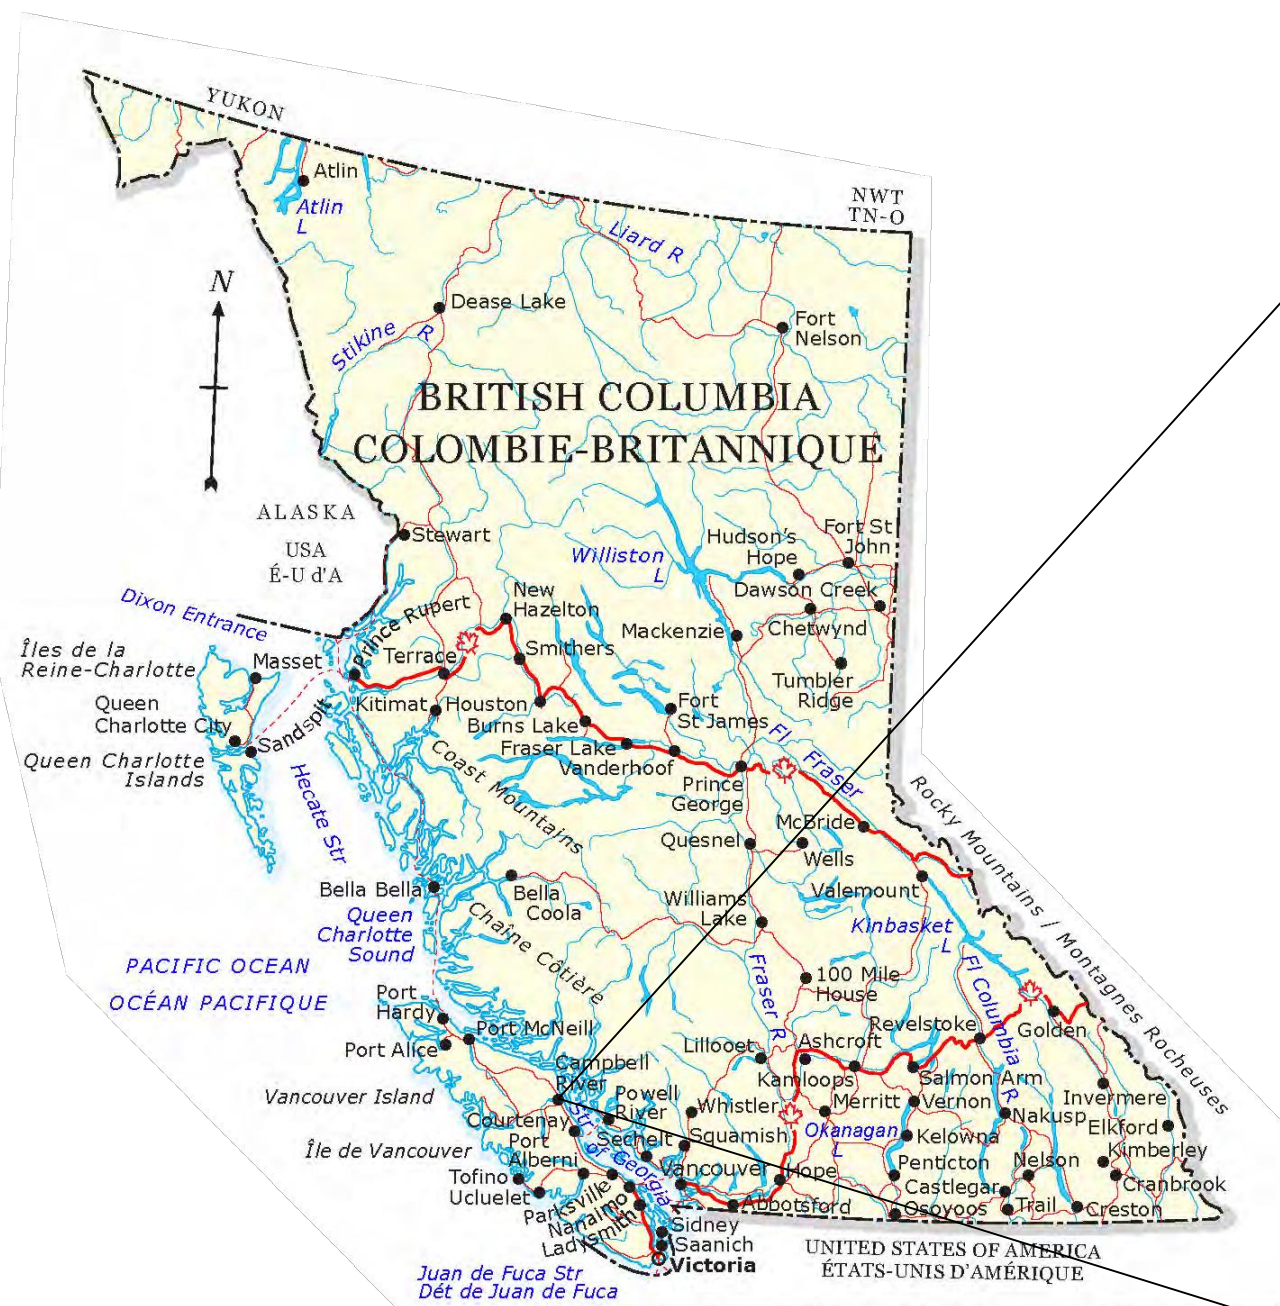 YUKON
NWT
TN-O
Atlin
Atlin
L
Liard R
N
Dease Lake
Stikine R
Fort
Nelson
BRITISH COLUMBIA
COLOMBIE-BRITANNIQUE
ALASKA
USA
É-U d'A
Stewart
Williston
L
Hudson's
Hope
Fort St
John
Dawson Creek
Dixon Entrance
Prince Rupert
New
Hazelton
Mackenzie
Chetwynd
Îles de la
Reine-Charlotte
Masset
Terrace
Smithers
Tumbler
Ridge
Queen
Charlotte City
Sandspit
Kitimat
Houston
Burns Lake
Fort
St James
Fraser Lake
Vanderhoof
Fl Fraser
Queen Charlotte
Islands
Hecate Str
Coast Mountains
Prince
George
Rocky Mountains / Montagnes Rocheuses
McBride
Quesnel
Wells
Bella Bella
Bella
Coola
Valemount
Williams
Lake
Queen
Charlotte
Sound
Chaîne Côtière
Kinbasket
L
PACIFIC OCEAN
OCÉAN PACIFIQUE
Fraser R
Fl Columbia R
100 Mile
House
Port
Hardy
Port McNeill
Port Alice
Revelstoke
Golden
Lillooet
Ashcroft
Campbell
River
Kamloops
Salmon Arm
Vancouver Island
Powell
River
Whistler
Merritt
Vernon
Nakusp
Invermere
Courtenay
Str of Georgia
Sechelt
Squamish
Okanagan
L
Kelowna
Elkford
Île de Vancouver
Port
Alberni
Kimberley
Tofino
Ucluelet
Vancouver
Hope
Penticton
Nelson
Cranbrook
Castlegar
Parksville
Nanaimo
Ladysmith
Abbotsford
Osoyoos
Trail
Creston
Sidney
Saanich
Victoria
UNITED STATES OF AMERICA
ÉTATS-UNIS D'AMÉRIQUE
Juan de Fuca Str
Dét de Juan de Fuca